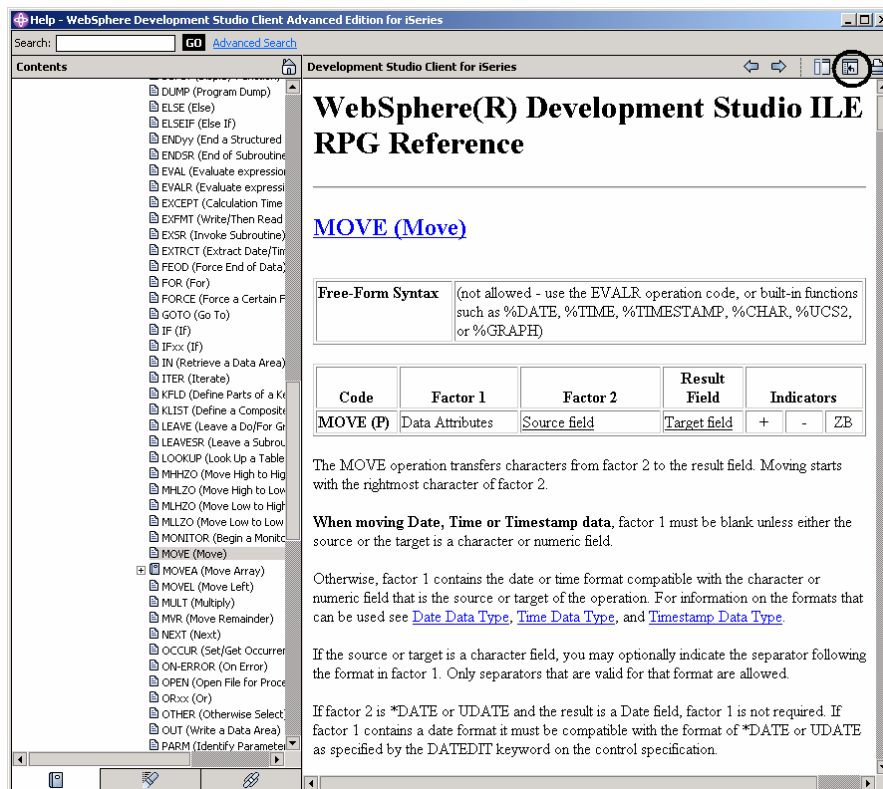 Help - WebSphere Development Studio Client Advanced Edition for iSeries
Search: GO Advanced Search
Contents
DUMP (Program Dump)
ELSE (Else)
ELSEIF (Else If)
ENDyy (End a Structured
ENDSR (End of Subroutine
EVAL (Evaluate expression
EVALR (Evaluate expressi
EXCEPT (Calculation Time
EXFMT (Write/Then Read
EXSR (Invoke Subroutine)
EXTRCT (Extract Date/Tim
FEOD (Force End of Data)
FOR (For)
FORCE (Force a Certain F
GOTO (Go To)
IF (If)
IFxx (If)
IN (Retrieve a Data Area)
ITER (Iterate)
KFLD (Define Parts of a Ke
KLIST (Define a Composite
LEAVE (Leave a Do/For Gr
LEAVESR (Leave a Subrou
LOOKUP (Look Up a Table
MHHZO (Move High to Hig
MHLZO (Move High to Low
MLHZO (Move Low to High
MLLZO (Move Low to Low
MONITOR (Begin a Monito
MOVE (Move)
MOVEA (Move Array)
MOVEL (Move Left)
MULT (Multiply)
MVR (Move Remainder)
NEXT (Next)
OCCUR (Set/Get Occurrer
ON-ERROR (On Error)
OPEN (Open File for Proce
ORxx (Or)
OTHER (Otherwise Select)
OUT (Write a Data Area)
PARM (Identify Parameter
Development Studio Client for iSeries
WebSphere(R) Development Studio ILE
RPG Reference
MOVE (Move)
Free-Form Syntax (not allowed - use the EVALR operation code, or built-in functions
such as %DATE, %TIME, %TIMESTAMP, %CHAR, %UCS2,
or %GRAPH)
Code Factor 1 Factor 2 Result Field Indicators
MOVE (P) Data Attributes Source field Target field + - ZB
The MOVE operation transfers characters from factor 2 to the result field. Moving starts
with the rightmost character of factor 2.
When moving Date, Time or Timestamp data, factor 1 must be blank unless either the
source or the target is a character or numeric field.
Otherwise, factor 1 contains the date or time format compatible with the character or
numeric field that is the source or target of the operation. For information on the formats that
can be used see Date Data Type, Time Data Type, and Timestamp Data Type.
If the source or target is a character field, you may optionally indicate the separator following
the format in factor 1. Only separators that are valid for that format are allowed.
If factor 2 is *DATE or UDATE and the result is a Date field, factor 1 is not required. If
factor 1 contains a date format it must be compatible with the format of *DATE or UDATE
as specified by the DATEDIT keyword on the control specification.